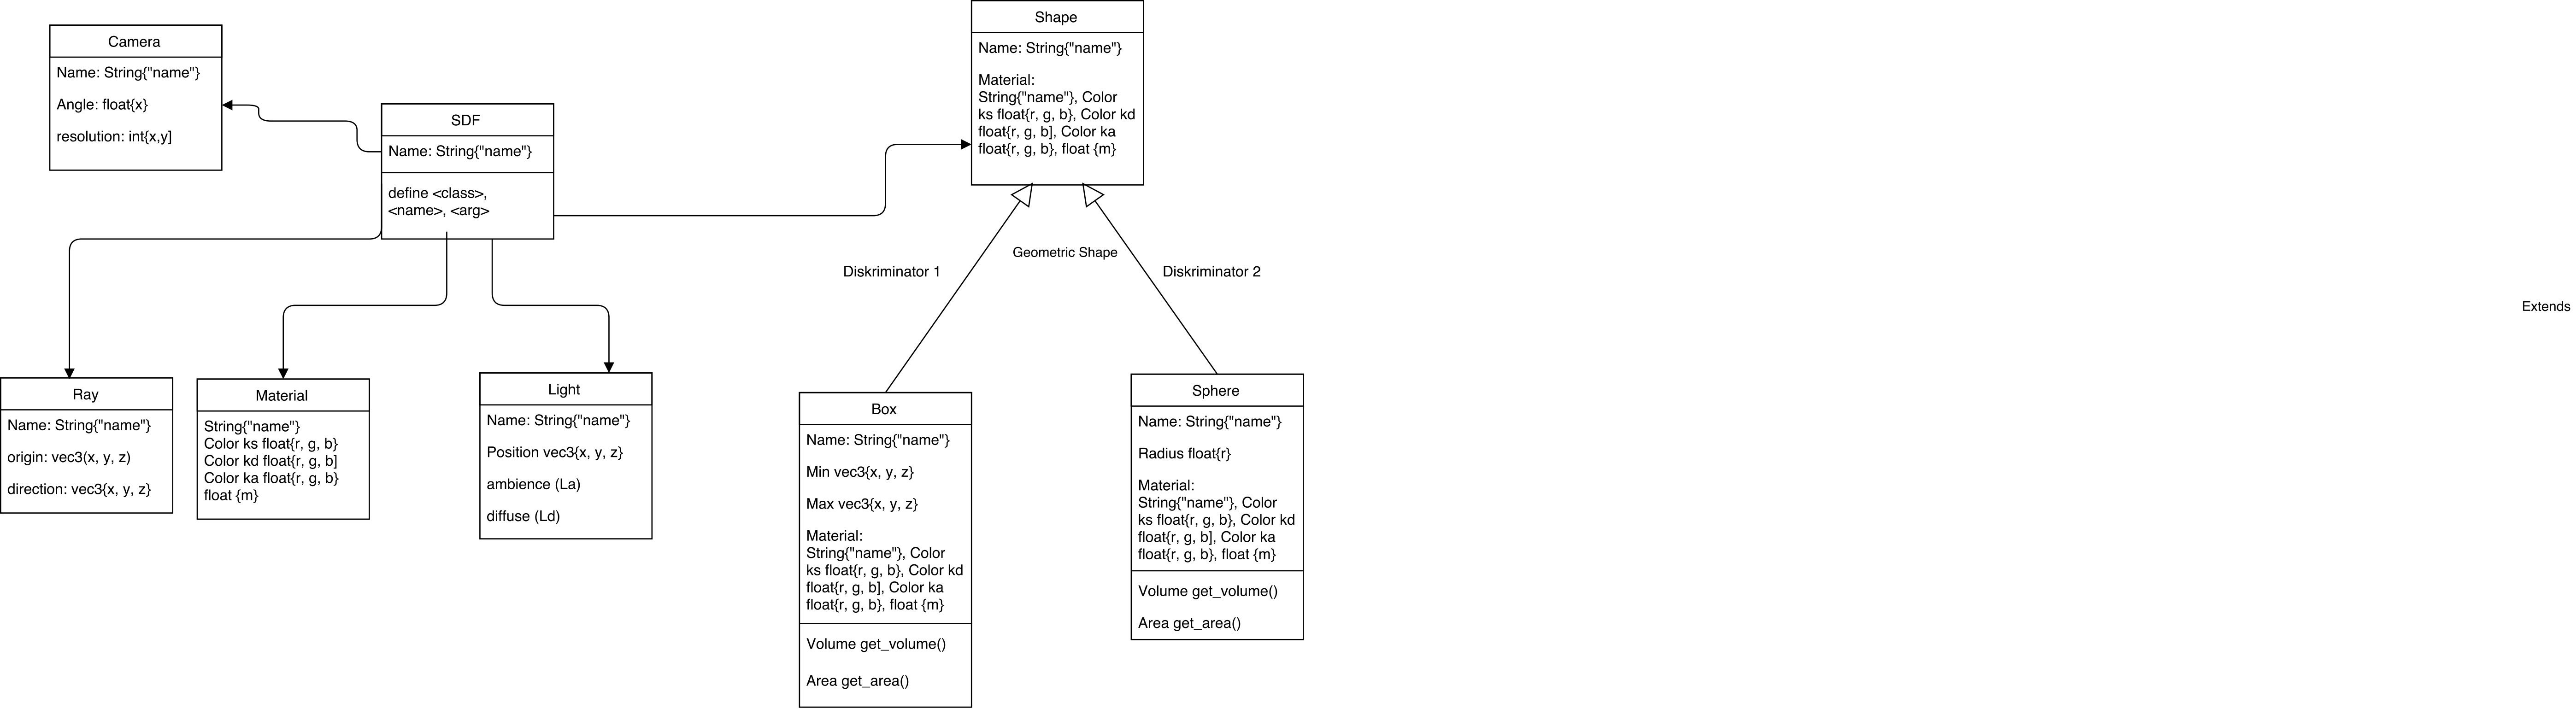 Camera
Name: String{"name"}
Angle: float{x}
resolution: int{x,y]
SDF
Name: String{"name"}
define <class>,
<name>, <arg>
Shape
Name: String{"name"}
Material:
String{"name"}, Color
ks float{r, g, b}, Color kd
float{r, g, b], Color ka
float{r, g, b}, float {m}
Geometric Shape
Diskriminator 1
Diskriminator 2
Extends
Ray
Name: String{"name"}
origin: vec3(x, y, z)
direction: vec3{x, y, z}
Material
String{"name"}
Color ks float{r, g, b}
Color kd float{r, g, b]
Color ka float{r, g, b}
float {m}
Light
Name: String{"name"}
Position vec3{x, y, z}
ambience (La)
diffuse (Ld)
Box
Name: String{"name"}
Min vec3{x, y, z}
Max vec3{x, y, z}
Material:
String{"name"}, Color
ks float{r, g, b}, Color kd
float{r, g, b], Color ka
float{r, g, b}, float {m}
Volume get_volume()
Area get_area()
Sphere
Name: String{"name"}
Radius float{r}
Material:
String{"name"}, Color
ks float{r, g, b}, Color kd
float{r, g, b], Color ka
float{r, g, b}, float {m}
Volume get_volume()
Area get_area()